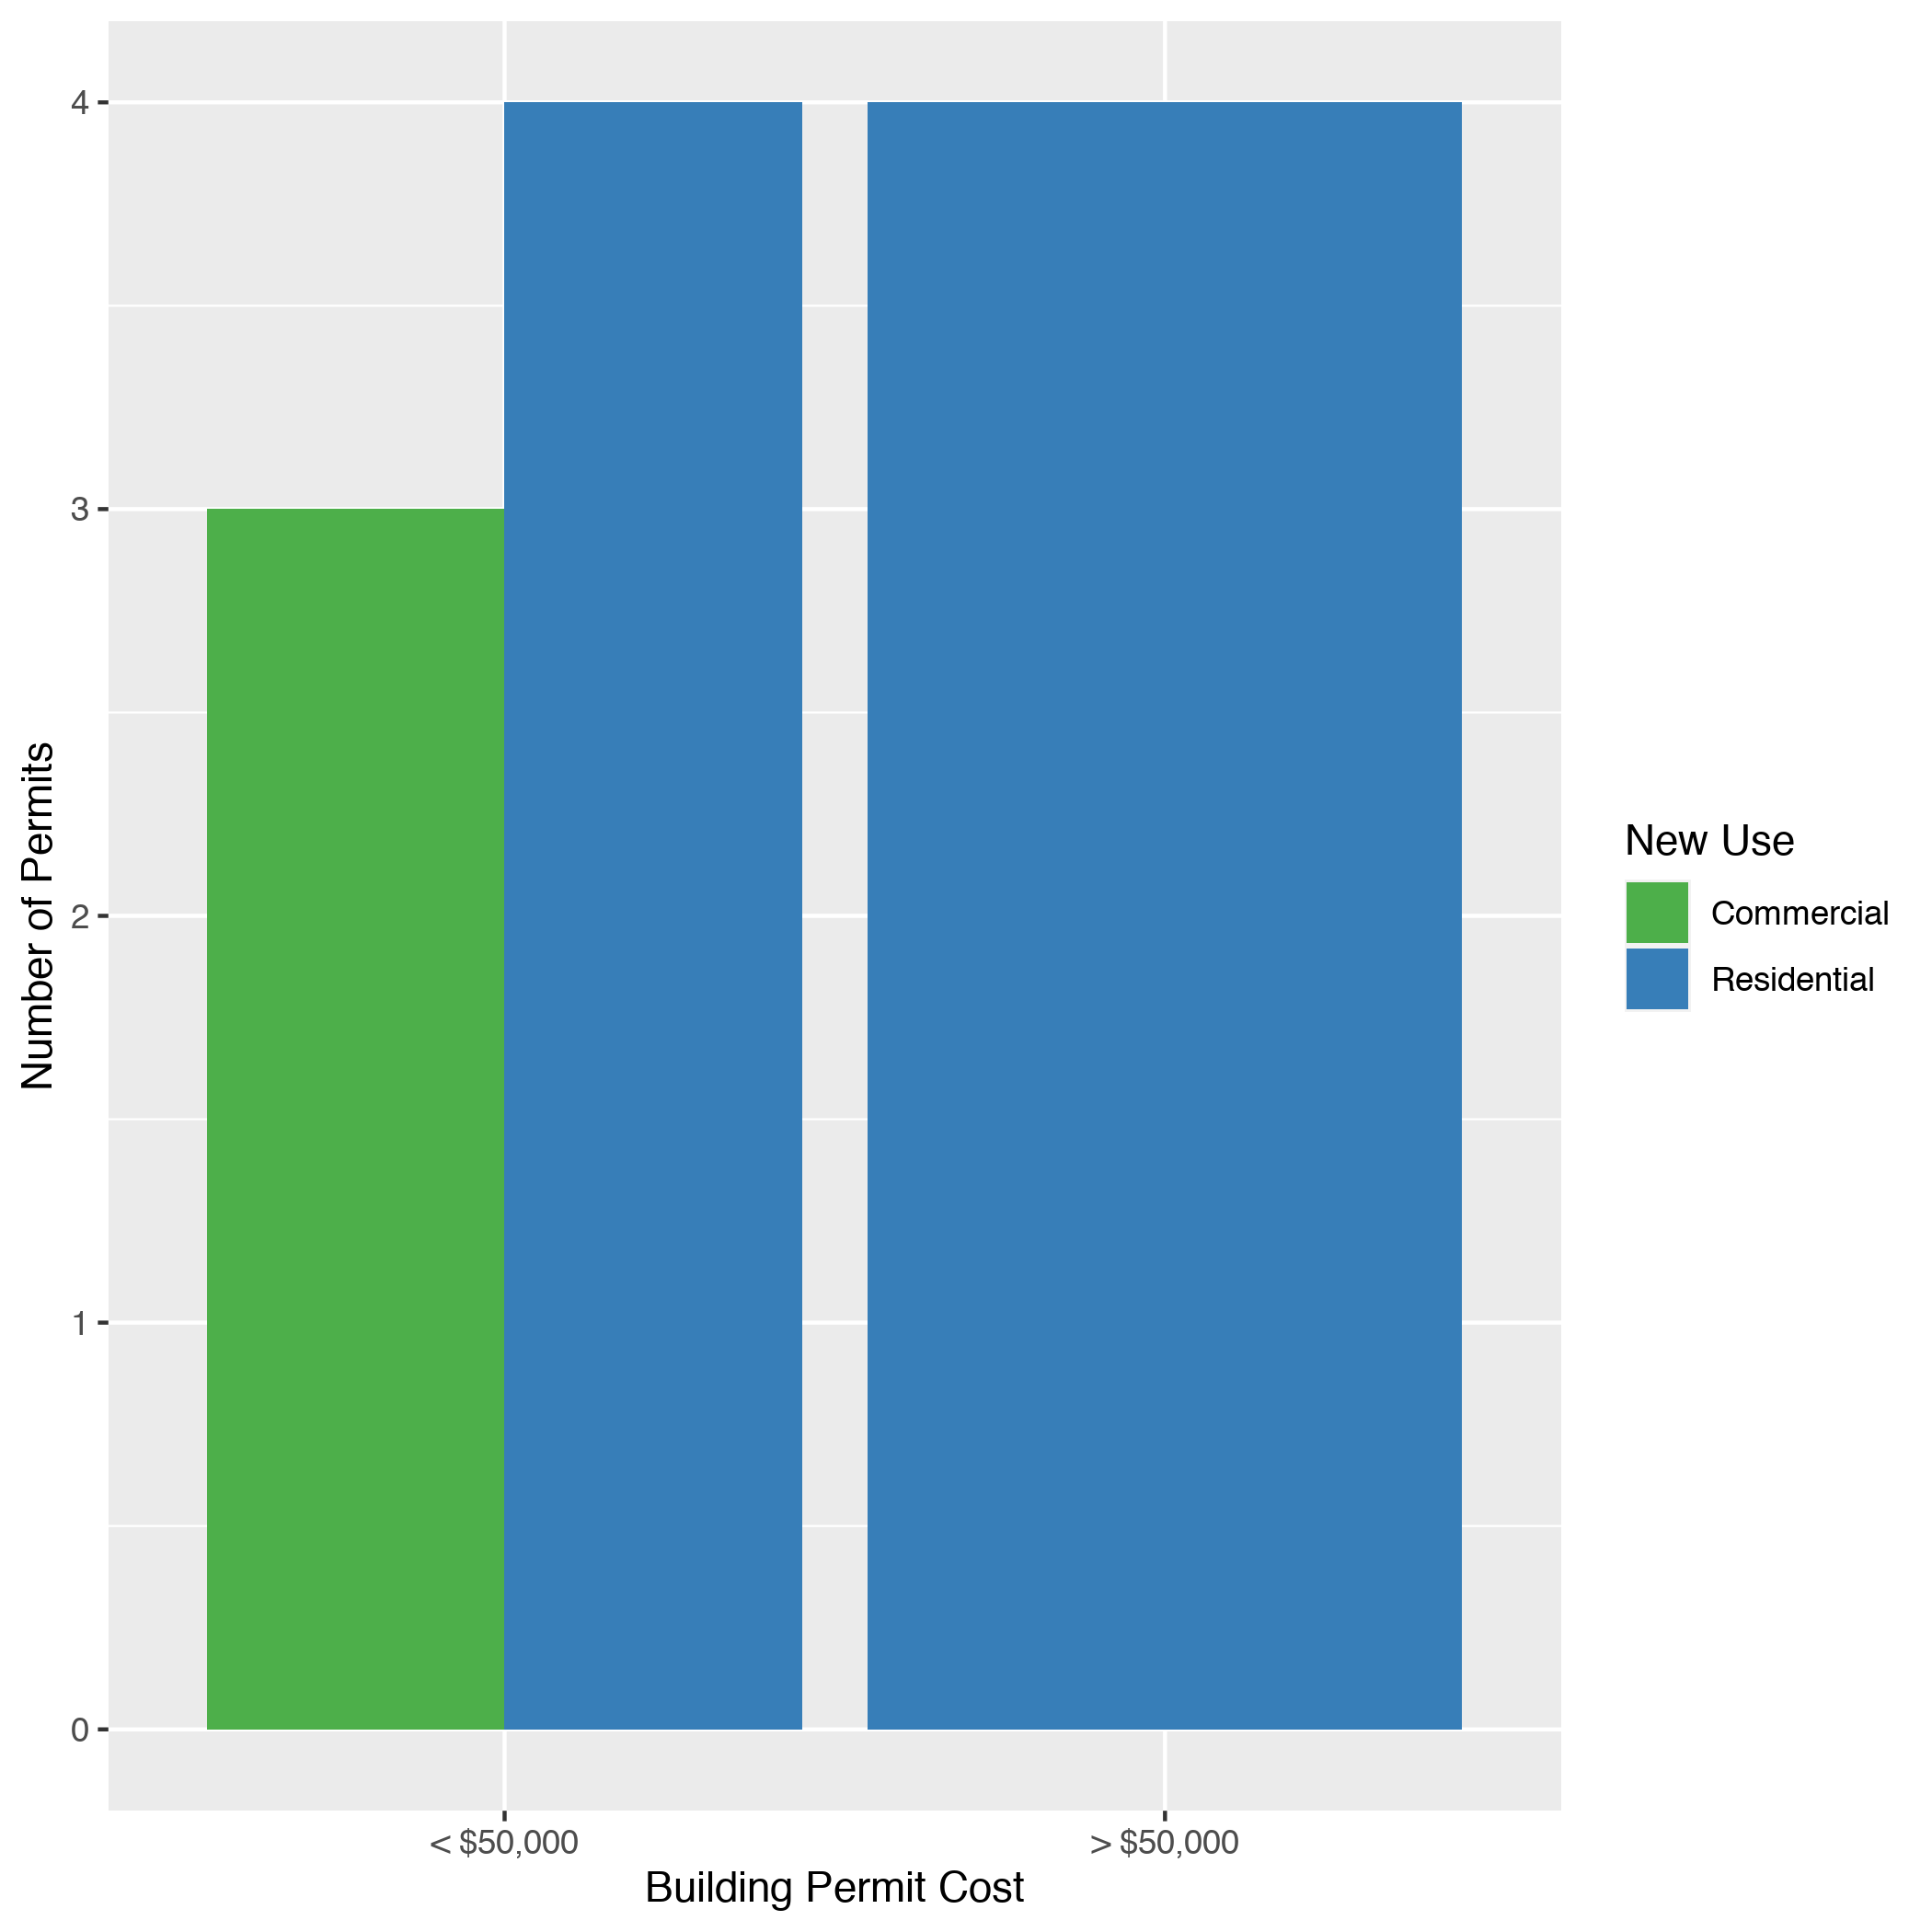 Number of Permits
4
3
2
1
0
< $50,000
> $50,000
Building Permit Cost
New Use
Commercial
Residential